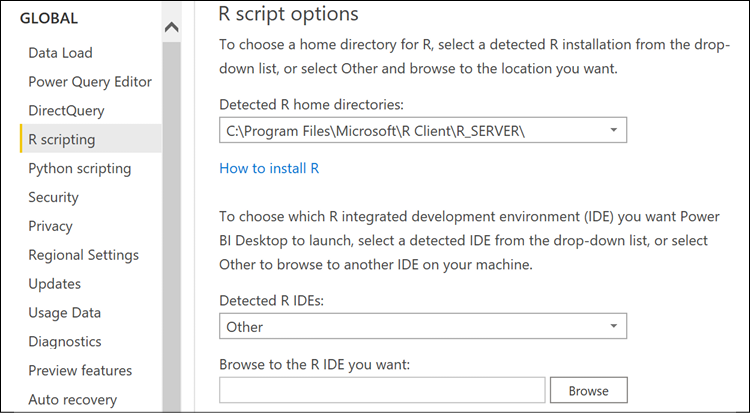 GLOBAL
Data Load
Power Query Editor
DirectQuery
R scripting
Python scripting
Security
Privacy
Regional Settings
Updates
Usage Data
Diagnostics
Preview features
Auto recovery
R script options
To choose a home directory for R, select a detected R installation from the drop-
down list, or select Other and browse to the location you want.
Detected R home directories:
C:\Program Files\Microsoft\R Client\R_SERVER\
How to install R
To choose which R integrated development environment (IDE) you want Power
BI Desktop to launch, select a detected IDE from the drop-down list, or select
Other to browse to another IDE on your machine.
Detected R IDEs:
Other
Browse to the R IDE you want:
Browse